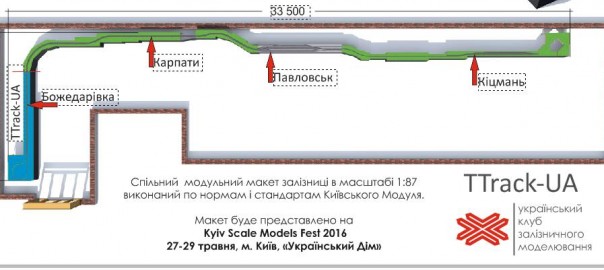 33 500
Карпати
Павловськ
Кіцмань
Божедарівка
TTrack-UA
Спільний модульний макет залізниці в масштабі 1:87
виконаний по нормам і стандартам Київського Модуля.
Макет буде представлено на
Kyiv Scale Models Fest 2016
27-29 травня, м. Київ, «Український Дім»
TTrack-UA
український
клуб
залізничного
моделювання